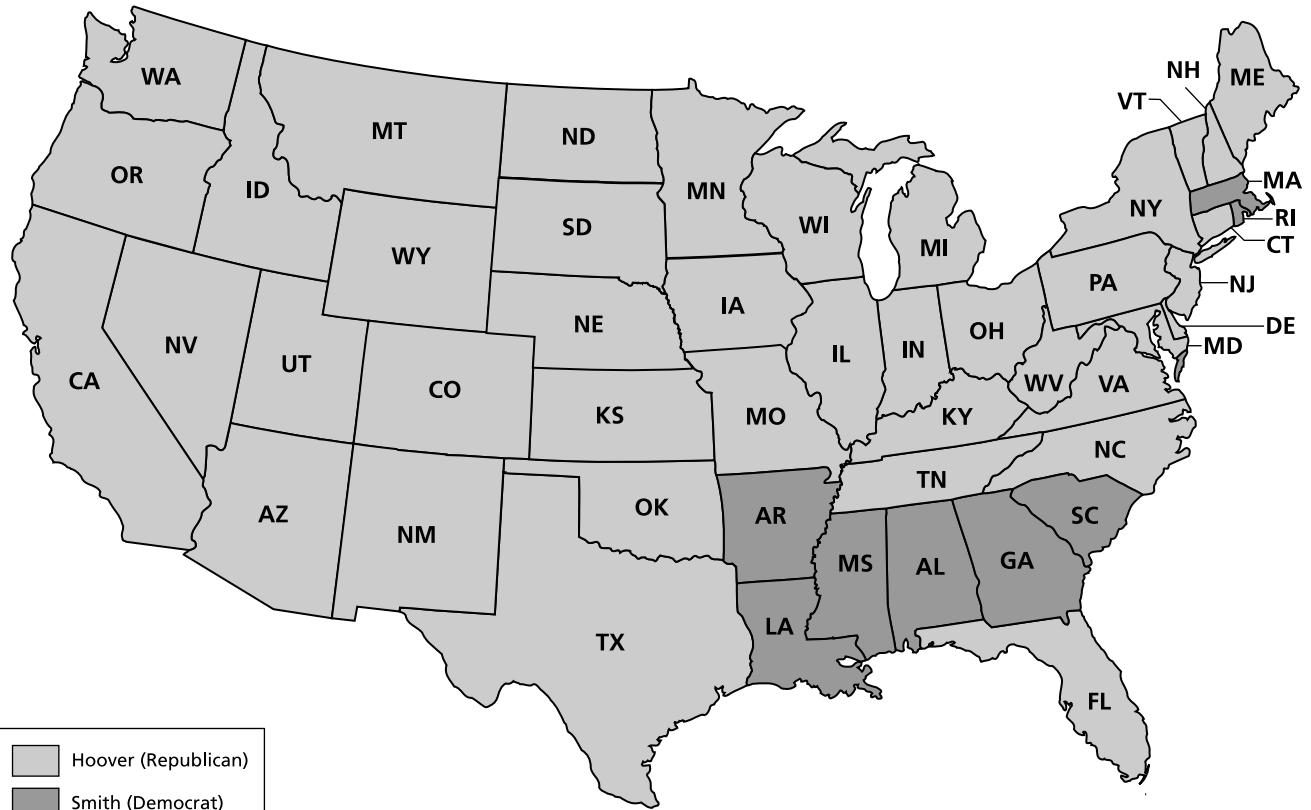 WA
MT
ND
MN
OR
ID
SD
WI
MI
WY
NH
ME
VT
MA
NY
RI
CT
NJ
PA
DE
MD
NV
UT
CA
CO
NE
IA
IL
IN
OH
WV
VA
KS
MO
KY
NC
TN
AZ
NM
OK
AR
SC
MS
AL
GA
TX
LA
FL
Hoover (Republican)
Smith (Democrat)